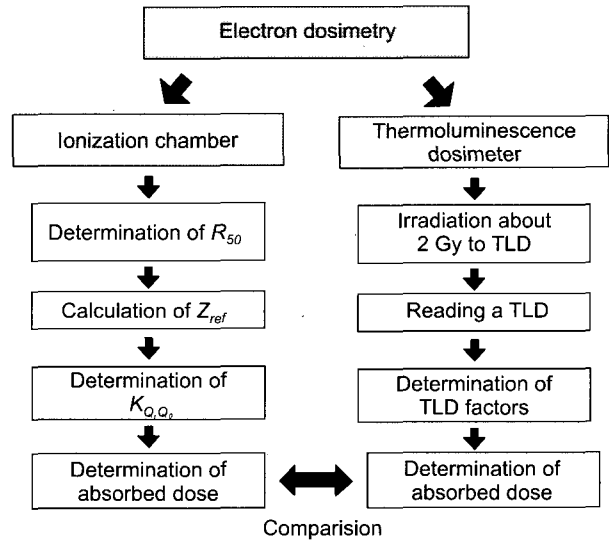 Electron dosimetry
Ionization chamber
Determination of R50
Calculation of Zref
Determination of
KQ,Q0
Determination of
absorbed dose
Thermoluminescence
dosimeter
Irradiation about
2 Gy to TLD
Reading a TLD
Determination of
TLD factors
Determination of
absorbed dose
Comparision